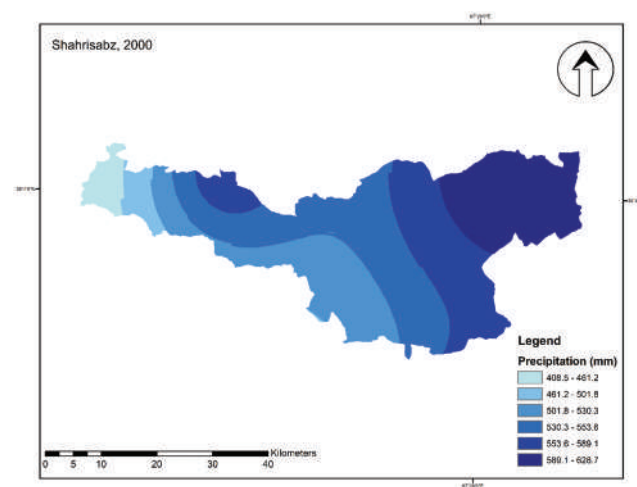 Shahrisabz, 2000
Legend
Precipitation (mm)
408.5 - 461.2
461.2 - 501.8
501.8 - 530.3
530.3 - 553.6
553.6 - 589.1
589.1 - 628.7
Kilometers
0 5 10 20 30 40